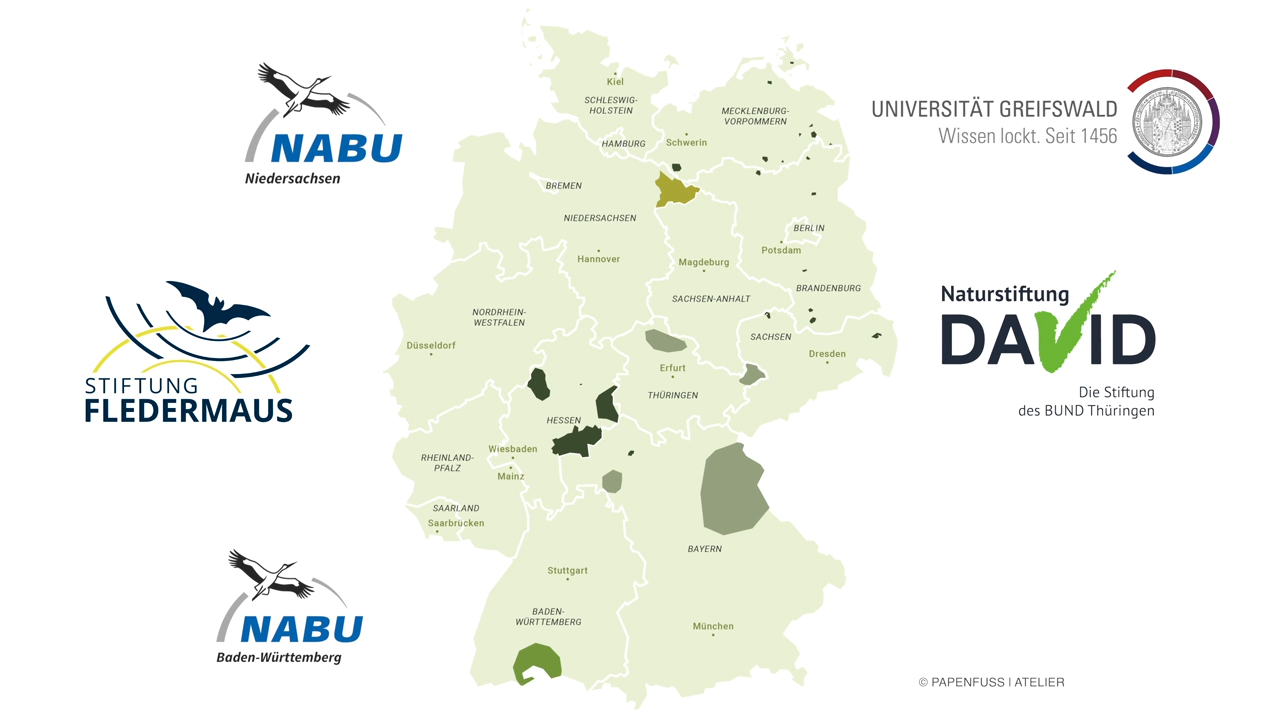 NABU
Niedersachsen
UNIVERSITÄT GREIFSWALD
Wissen lockt. Seit 1456
STIFTUNG
FLEDERMAUS
Naturstiftung
DAVID
Die Stiftung
des BUND Thüringen
NABU
Baden-Württemberg
Kiel
SCHLESWIG-
HOLSTEIN
MECKLENBURG-
VORPOMMERN
HAMBURG
Schwerin
BREMEN
NIEDERSACHSEN
BERLIN
Potsdam
Hannover
Magdeburg
BRANDENBURG
SACHSEN-ANHALT
NORDRHEIN-
WESTFALEN
SACHSEN
Düsseldorf
Dresden
Erfurt
THÜRINGEN
HESSEN
Wiesbaden
RHEINLAND-
PFALZ
Mainz
SAARLAND
Saarbrücken
BAYERN
Stuttgart
BADEN-
WÜRTTEMBERG
München
© PAPENFUSS | ATELIER